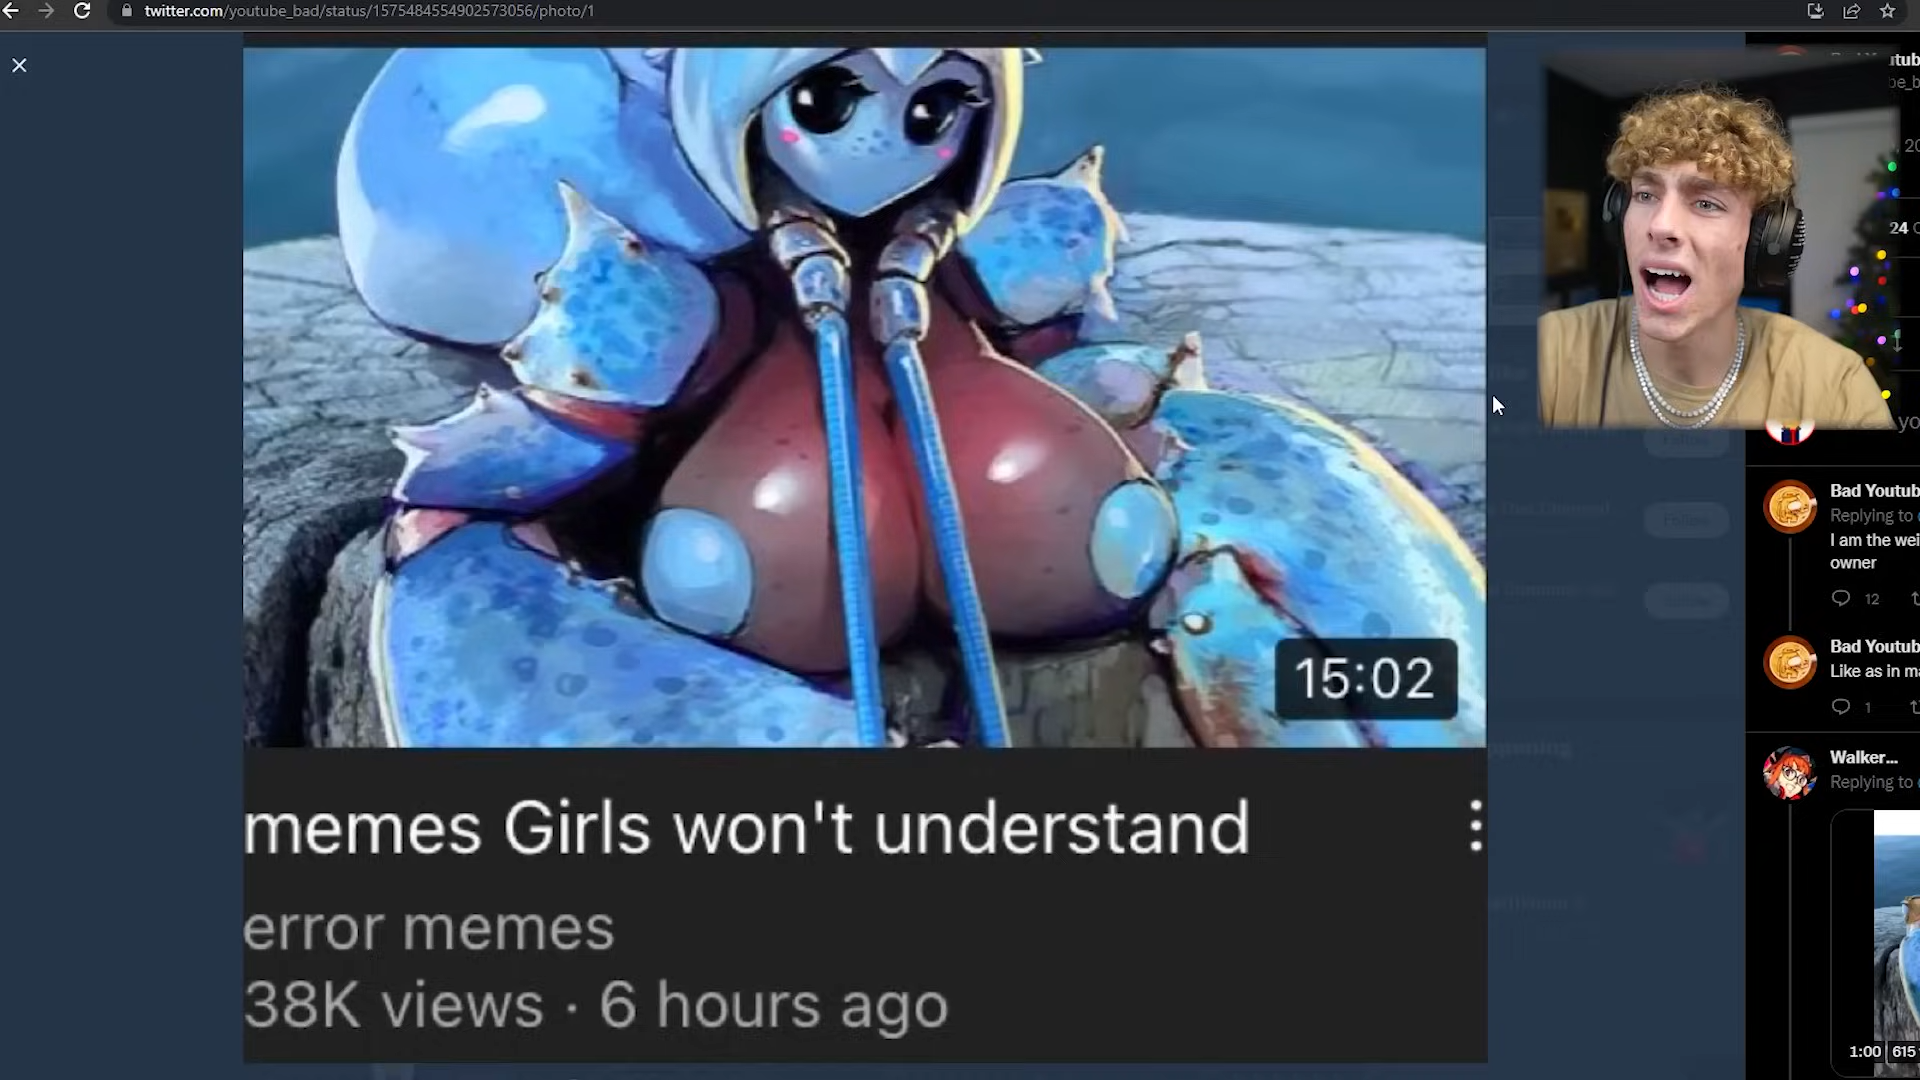 twitter.com/youtube_bad/status/1575484554902573056/photo/1
24
15:02
memes Girls won't understand
error memes
38K views · 6 hours ago
Bad Youtub
Replying to
I am the wei
owner
12
Bad Youtub
Like as in ma
1
Walker...
Replying to
1:00
615